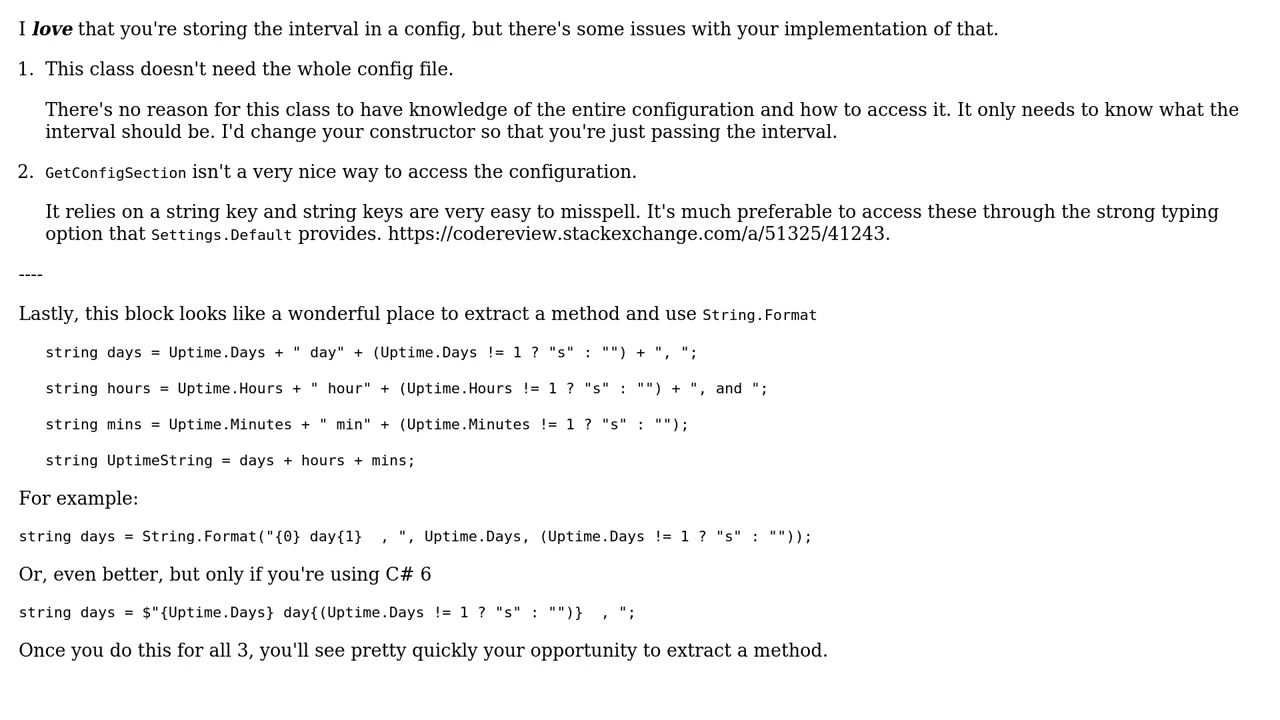 I love that you're storing the interval in a config, but there's some issues with your implementation of that.
1. This class doesn't need the whole config file.
There's no reason for this class to have knowledge of the entire configuration and how to access it. It only needs to know what the
interval should be. I'd change your constructor so that you're just passing the interval.
2. GetConfigSection isn't a very nice way to access the configuration.
It relies on a string key and string keys are very easy to misspell. It's much preferable to access these through the strong typing
option that Settings.Default provides. https://codereview.stackexchange.com/a/51325/41243.
----
Lastly, this block looks like a wonderful place to extract a method and use String.Format
string days = Uptime.Days + " day" + (Uptime.Days != 1 ? "s" : "") + ", ";
string hours = Uptime.Hours + " hour" + (Uptime.Hours != 1 ? "s" : "") + ", and ";
string mins = Uptime.Minutes + " min" + (Uptime.Minutes != 1 ? "s" : "");
string UptimeString = days + hours + mins;
For example:
string days = String.Format("{0} day{1}  , ", Uptime.Days, (Uptime.Days != 1 ? "s" : ""));
Or, even better, but only if you're using C# 6
string days = $"{Uptime.Days} day{(Uptime.Days != 1 ? "s" : "")}  , ";
Once you do this for all 3, you'll see pretty quickly your opportunity to extract a method.